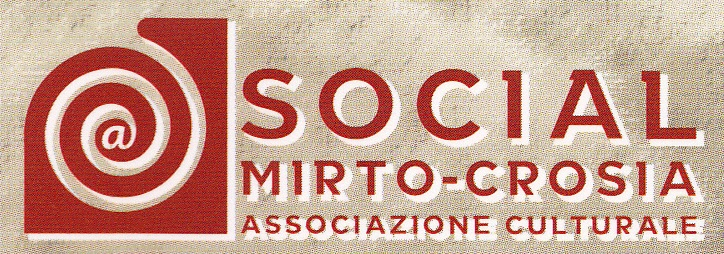 @
SOCIAL
MIRTO-CROSIA
ASSOCIAZIONE CULTURALE